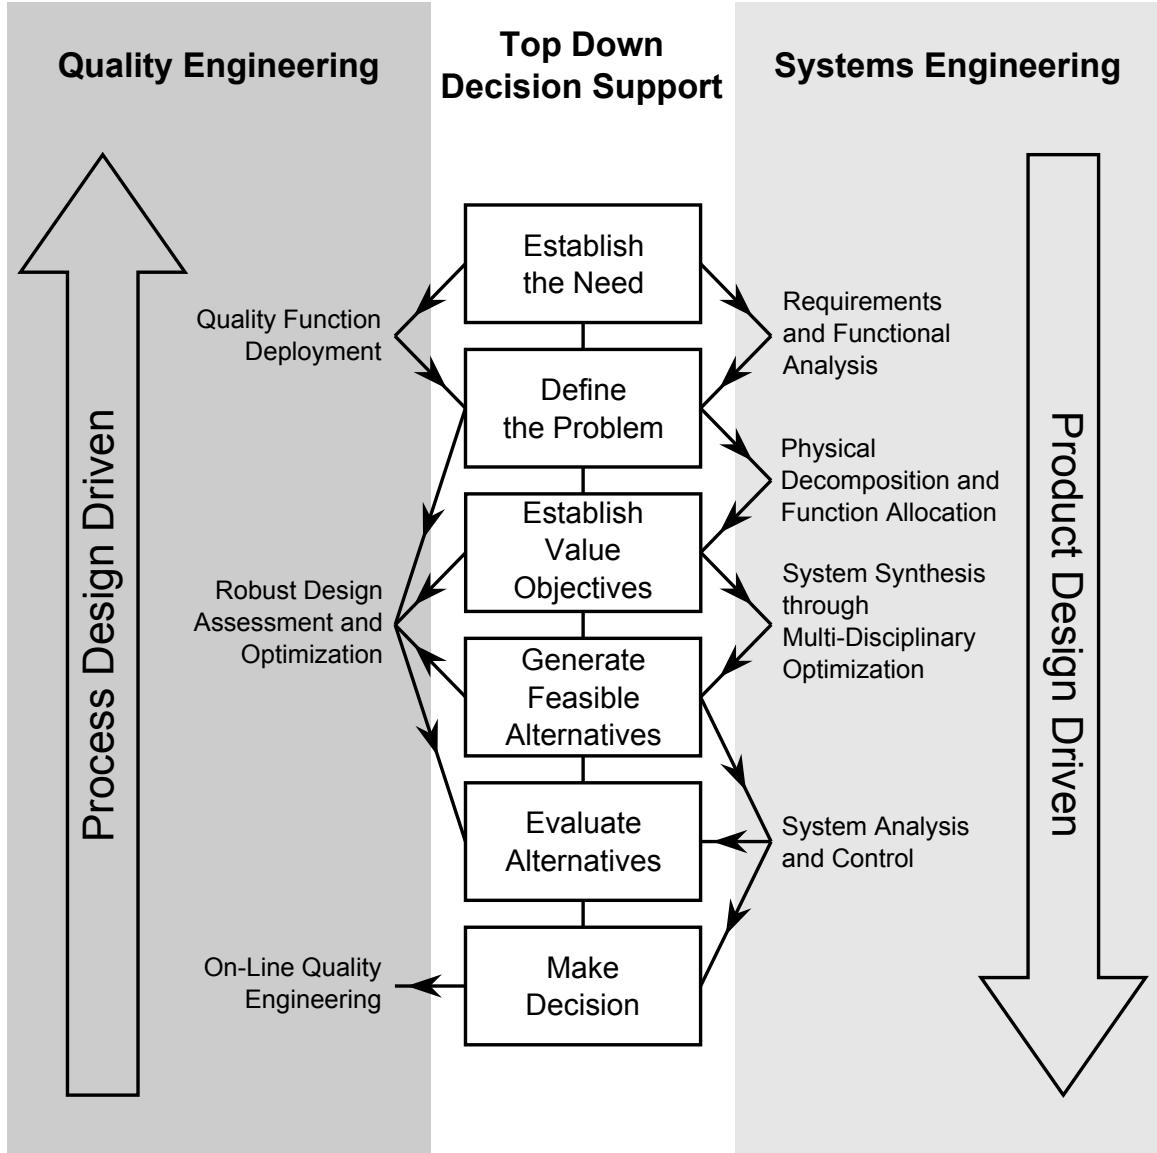 Quality Engineering
Top Down
Decision Support
Systems Engineering
Process Design Driven
Quality Function
Deployment
Robust Design
Assessment and
Optimization
On-Line Quality
Engineering
Establish
the Need
Define
the Problem
Establish
Value
Objectives
Generate
Feasible
Alternatives
Evaluate
Alternatives
Make
Decision
Requirements
and Functional
Analysis
Physical
Decomposition and
Function Allocation
System Synthesis
through
Multi-Disciplinary
Optimization
System Analysis
and Control
Product Design Driven